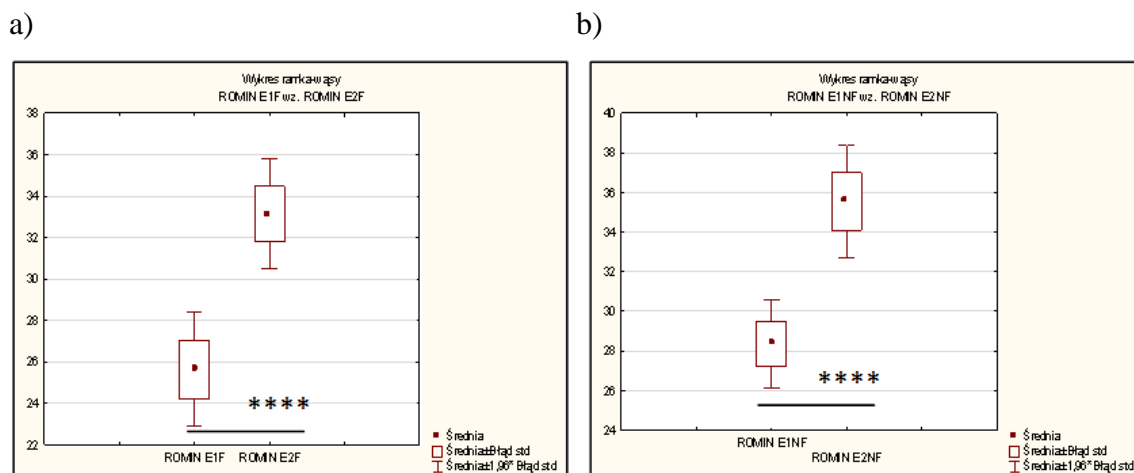 a)
b)
Wykres ramka-wąsy
ROMIN E1F wz. ROMIN E2F
38
36
34
32
30
28
26
24
22
****
ROMIN E1F ROMIN E2F
Średnia
Średnia±Błąd std
Średnia±1,96* Błąd std
Wykres ramka-wąsy
ROMIN E1NF wz. ROMIN E2NF
40
38
36
34
32
30
28
26
24
****
ROMIN E1NF
ROMIN E2NF
Średnia
Średnia±Błąd std
Średnia±1,96* Błąd std